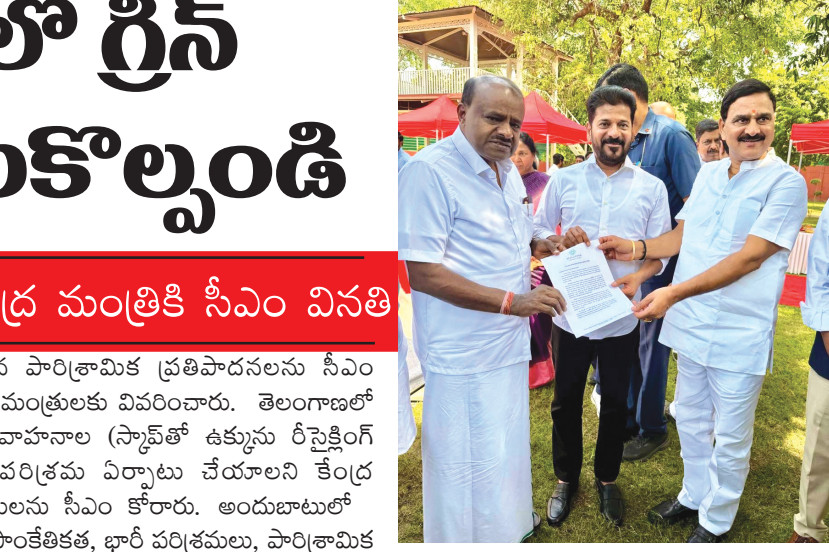 లో గ్రీన్
కొల్పండి
ద్ర మంత్రికి సీఎం వినతి
న పారిశ్రామిక ప్రతిపాదనలను సీఎం
మంత్రులకు వివరించారు. తెలంగాణలో
వాహనాల (స్క్రాప్‌తో ఉక్కును రీసైక్లింగ్
పరిశ్రమ ఏర్పాటు చేయాలని కేంద్ర
లను సీఎం కోరారు. అందుబాటులో
సాంకేతికత, భారీ పరిశ్రమలు, పారిశ్రామిక